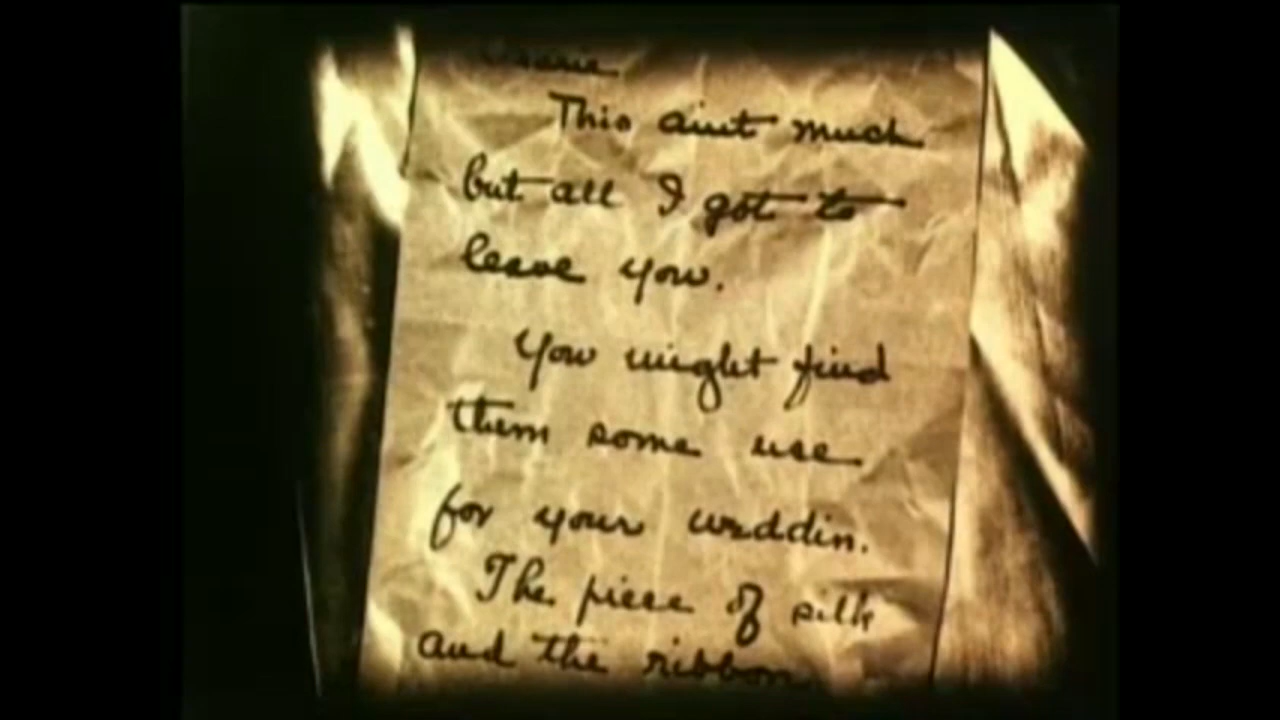 This aint much
but all I got to
leave you.
You might find
them some use
for your weddin.
The piece of silk
and the ribbon